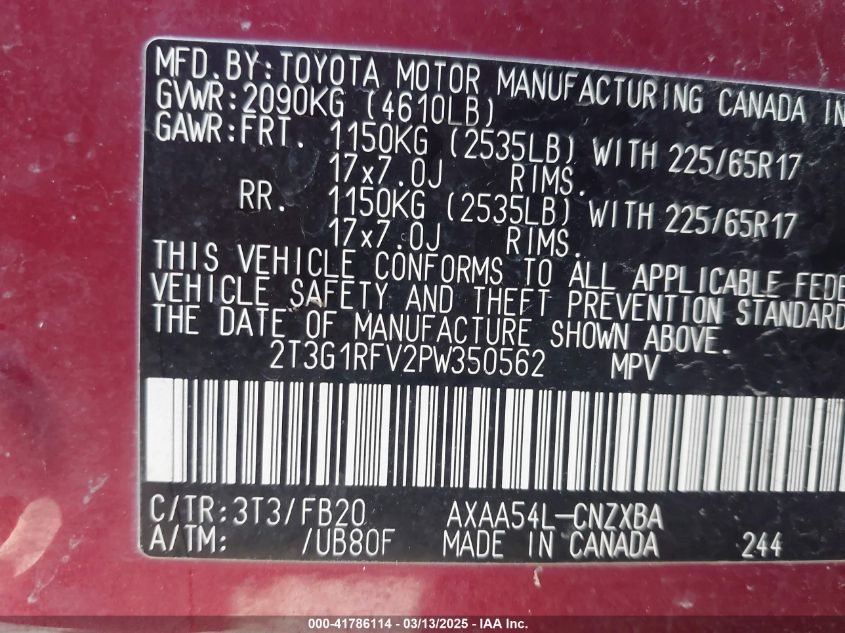 MFD.BY:TOYOTA MOTOR MANUFACTURING CANADA IN
GVWR:2090KG (4610LB)
GAWR:FRT. 1150KG (2535LB) WITH 225/65R17
17x7.0J RIMS.
RR. 1150KG (2535LB) WITH 225/65R17
17x7.0J RIMS.
THIS VEHICLE CONFORMS TO ALL APPLICABLE FEDE
VEHICLE SAFETY AND THEFT PREVENTION STANDARD
THE DATE OF MANUFACTURE SHOWN ABOVE.
2T3G1RFV2PW350562 MPV
C/TR:3T3/FB20 AXAA54L-CNZXBA
A/TM: /UB80F MADE IN CANADA 244
000-41786114 - 03/13/2025 - IAA Inc.